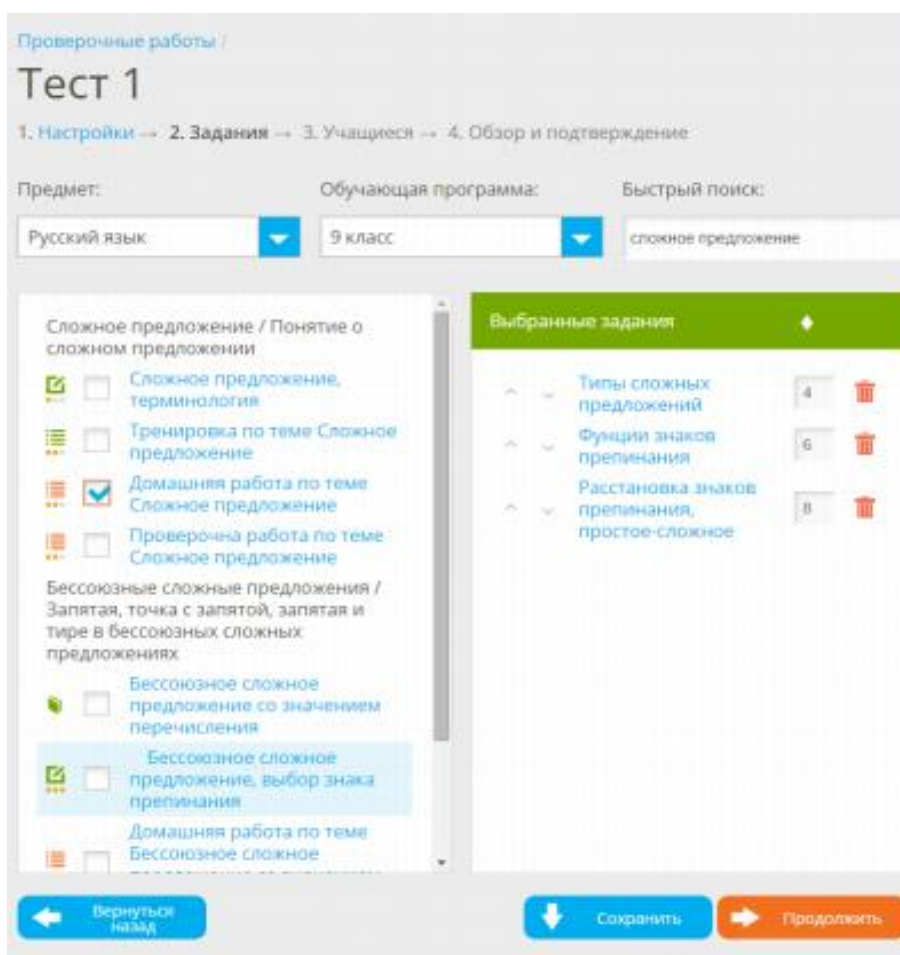 Проверочные работы /
Тест 1
1. Настройки → 2. Задания → 3. Учащиеся → 4. Обзор и подтверждение
Предмет: Обучающая программа: Быстрый поиск:
Русский язык 9 класс сложное предложение
Сложное предложение / Понятие о
сложном предложении
Сложное предложение,
терминология
Тренировка по теме Сложное
предложение
Домашняя работа по теме
Сложное предложение
Проверочна работа по теме
Сложное предложение
Бессоюзные сложные предложения /
Запятая, точка с запятой, запятая и
тире в бессоюзных сложных
предложениях
Бессоюзное сложное
предложение со значением
перечисления
Бессоюзное сложное
предложение, выбор знака
препинания
Домашняя работа по теме
Бессоюзное сложное
Выбранные задания
Типы сложных
предложений 4
Фунции знаков
препинания 6
Расстановка знаков
препинания, 8
простое-сложное
Вернуться
назад
Сохранить
Продолжить